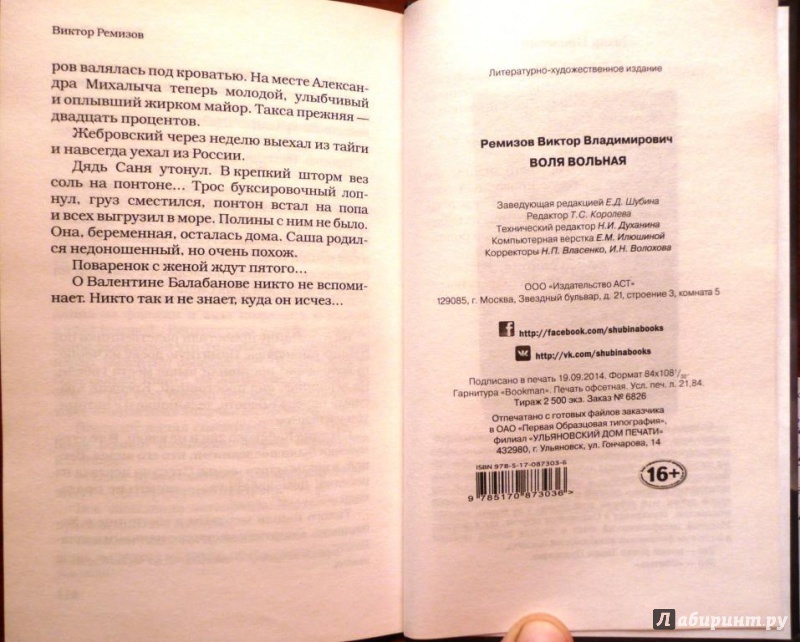 Виктор Ремизов
ров валялась под кроватью. На месте Алексан-
дра Михалыча теперь молодой, улыбчивый
и оплывший жирком майор. Такса прежняя —
двадцать процентов.
Жебровский через неделю выехал из тайги
и навсегда уехал из России.
Дядь Саня утонул. В крепкий шторм вез
соль на понтоне... Трос буксировочный лоп-
нул, груз сместился, понтон встал на попа
и всех выгрузил в море. Полины с ним не было.
Она, беременная, осталась дома. Саша родил-
ся недоношенный, но очень похож.
Поваренок с женой ждут пятого...
О Валентине Балабанове никто не вспоми-
нает. Никто так и не знает, куда он исчез...
Литературно-художественное издание
Ремизов Виктор Владимирович
ВОЛЯ ВОЛЬНАЯ
Заведующая редакцией Е.Д. Шубина
Редактор Т.С. Королева
Технический редактор Н.И. Духанина
Компьютерная верстка Е.М. Илюшиной
Корректоры Н.П. Власенко, И.Н. Волохова
ООО «Издательство АСТ»
129085, г. Москва, Звездный бульвар, д. 21, строение 3, комната 5
f http://facebook.com/shubinabooks
http://vk.com/shubinabooks
Подписано в печать 19.09.2014. Формат 84x108 1/32.
Гарнитура «Bookman». Печать офсетная. Усл. печ. л. 21,84.
Тираж 2 500 экз. Заказ № 6826
Отпечатано с готовых файлов заказчика
в ОАО «Первая Образцовая типография»,
филиал «УЛЬЯНОВСКИЙ ДОМ ПЕЧАТИ»
432980, г. Ульяновск, ул. Гончарова, 14
ISBN 978-5-17-087303-6
9 785170 873036 >
16+
Лабиринт.ру